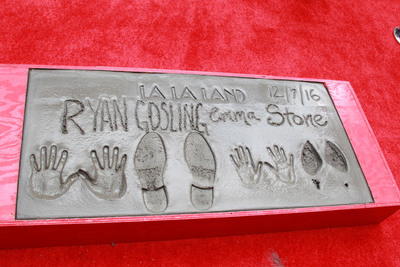 LA LA LAND 12/7/16
RYAN GOSLING emma Stone